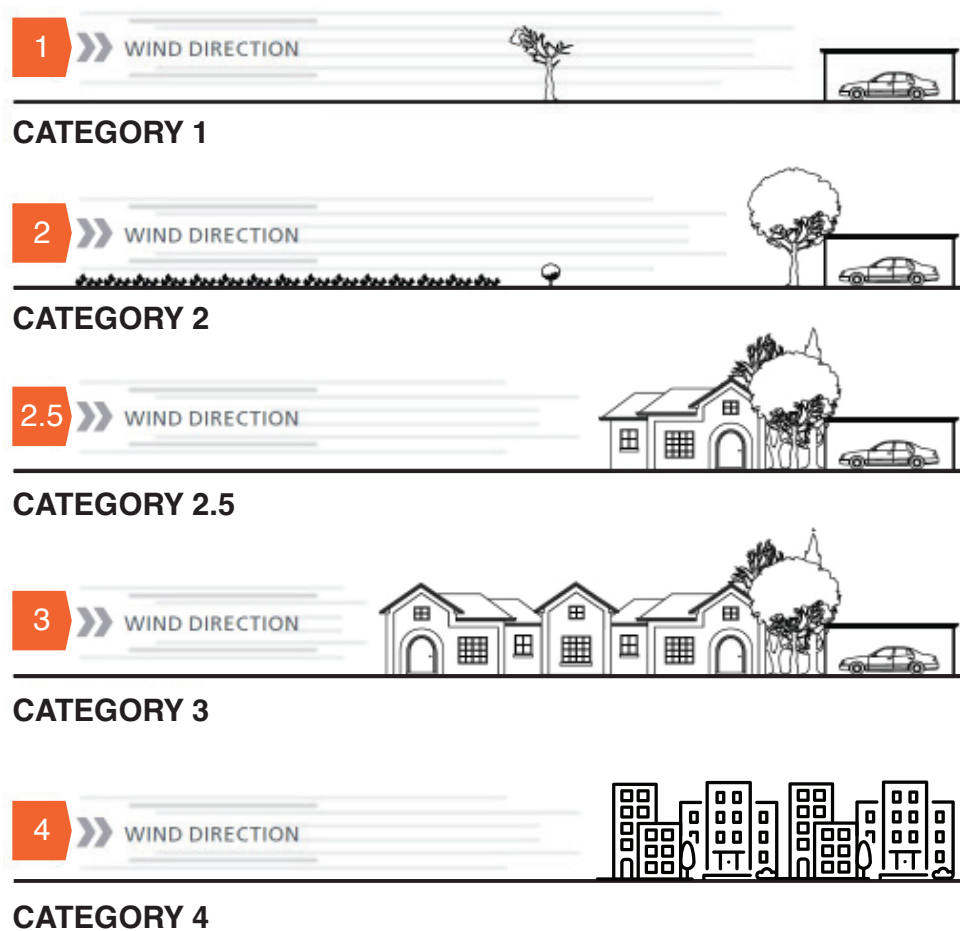 1 WIND DIRECTION
CATEGORY 1
2 WIND DIRECTION
CATEGORY 2
2.5 WIND DIRECTION
CATEGORY 2.5
3 WIND DIRECTION
CATEGORY 3
4 WIND DIRECTION
CATEGORY 4